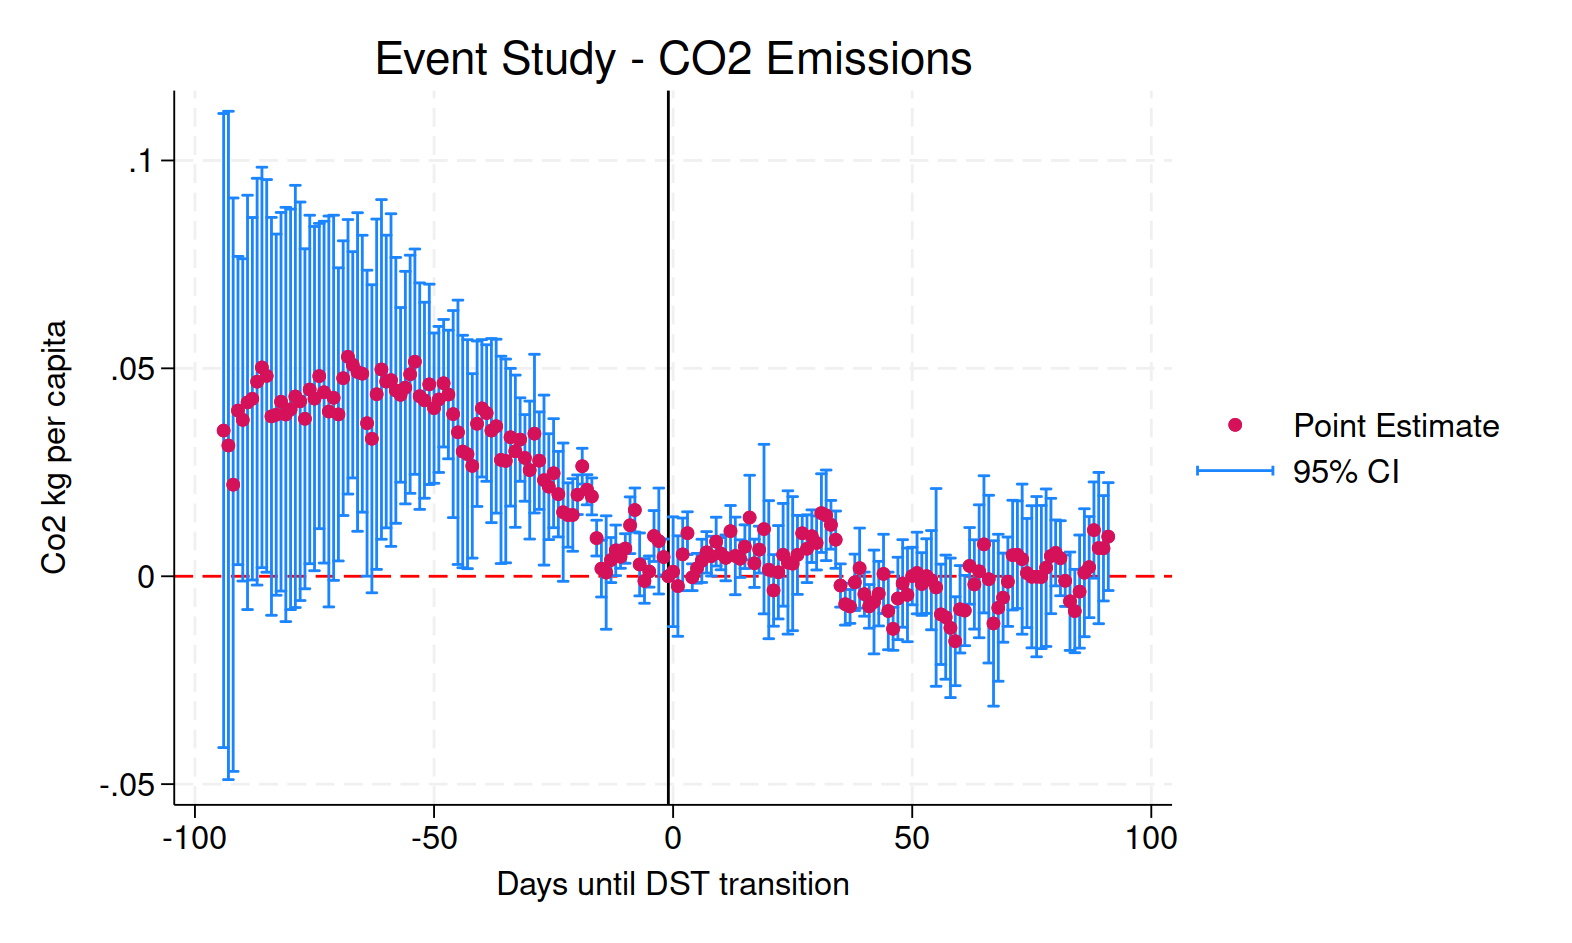 Event Study - CO2 Emissions
Co2 kg per capita
.1
.05
0
-.05
-100
-50
0
50
100
Days until DST transition
Point Estimate
95% CI